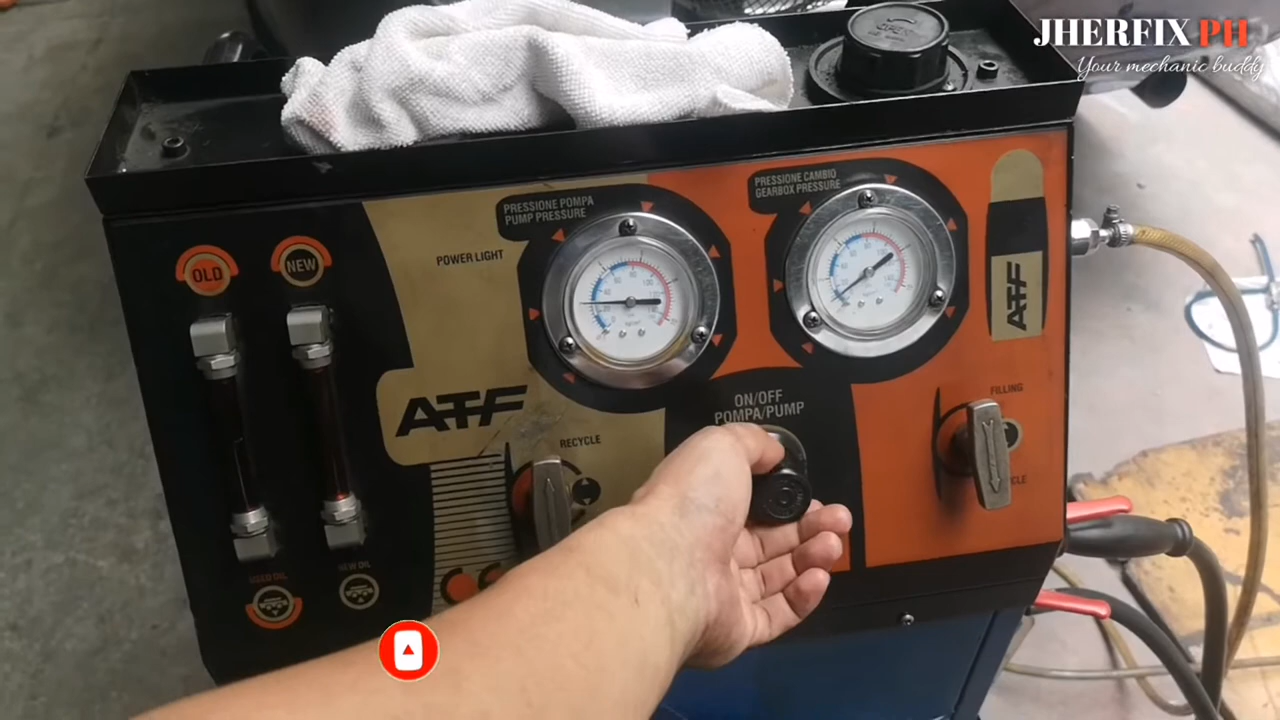 JHERFIX PH
Your mechanic buddy
PRESSIONE CAMBIO
GEARBOX PRESSURE
PRESSIONE POMPA
PUMP PRESSURE
POWER LIGHT
OLD
NEW
ATF
ATF
ON/OFF
POMPA/PUMP
FILLING
RECYCLE
USED OIL
NEW OIL